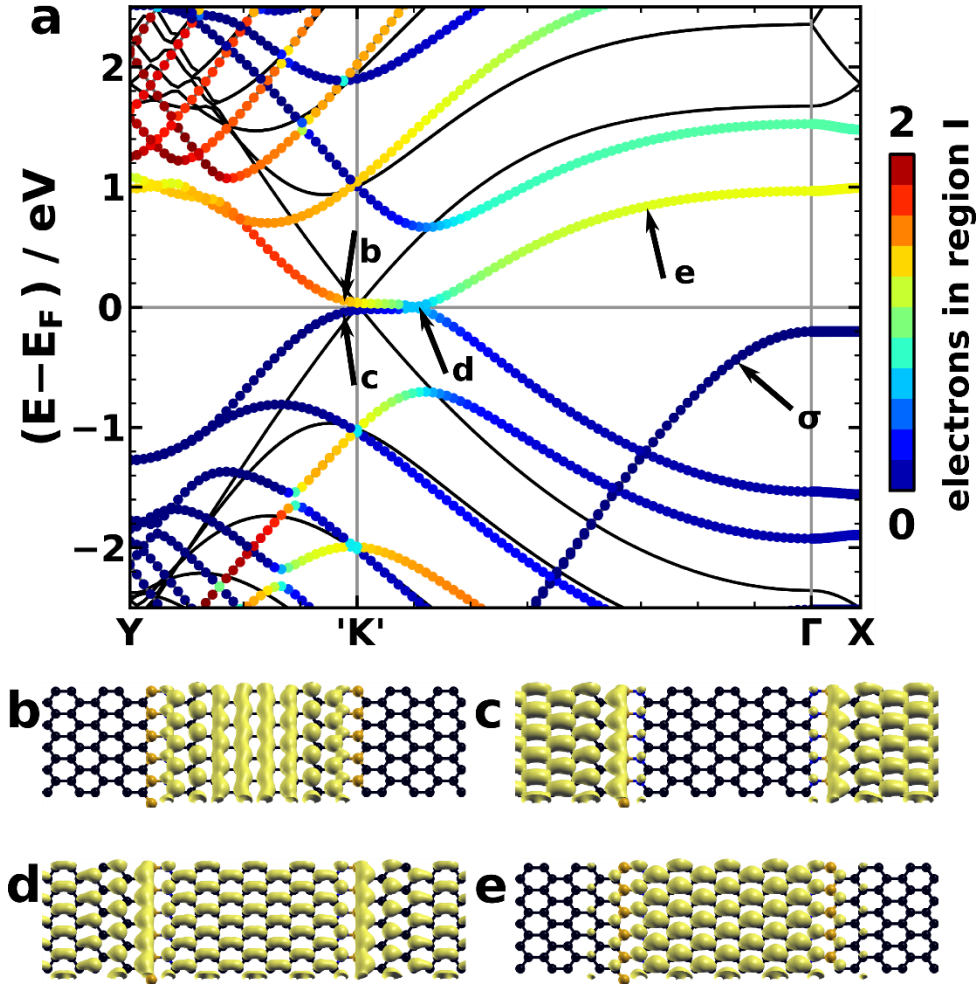 a
(E−E_F) / eV
2
1
0
−1
−2
b
c
d
e
σ
Y
'K'
Γ
X
2
0
electrons in region I
b
c
d
e